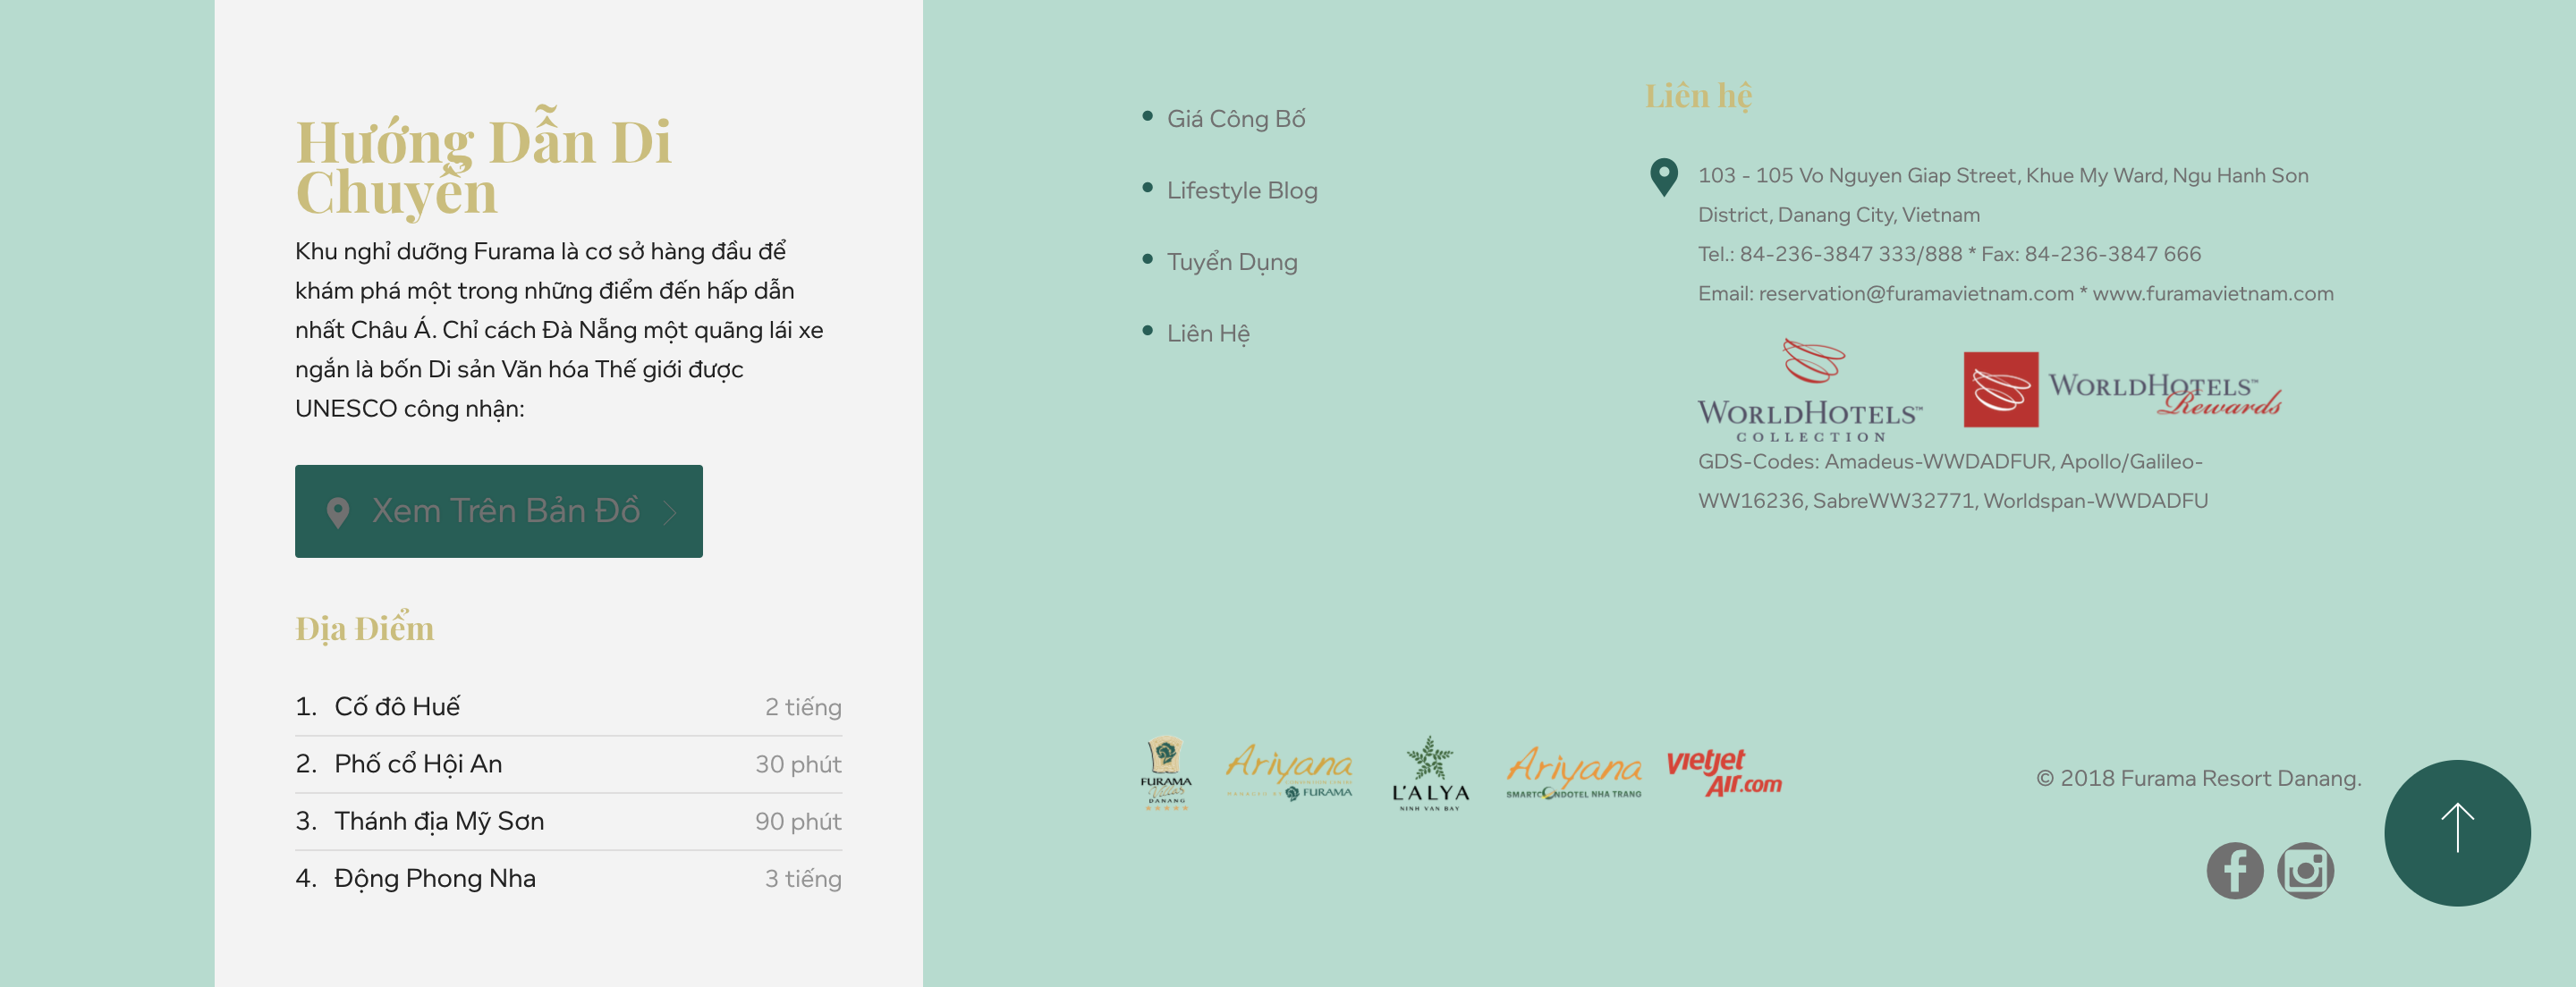 Hướng Dẫn Di
Chuyển
Khu nghỉ dưỡng Furama là cơ sở hàng đầu để
khám phá một trong những điểm đến hấp dẫn
nhất Châu Á. Chỉ cách Đà Nẵng một quãng lái xe
ngắn là bốn Di sản Văn hóa Thế giới được
UNESCO công nhận:
Xem Trên Bản Đồ
Địa Điểm
1. Cố đô Huế 2 tiếng
2. Phố cổ Hội An 30 phút
3. Thánh địa Mỹ Sơn 90 phút
4. Động Phong Nha 3 tiếng
Giá Công Bố
Lifestyle Blog
Tuyển Dụng
Liên Hệ
Liên hệ
103 - 105 Vo Nguyen Giap Street, Khue My Ward, Ngu Hanh Son
District, Danang City, Vietnam
Tel.: 84-236-3847 333/888 * Fax: 84-236-3847 666
Email: reservation@furamavietnam.com * www.furamavietnam.com
WORLDHOTELS™
COLLECTION
WORLDHOTELS™
Rewards
GDS-Codes: Amadeus-WWDADFUR, Apollo/Galileo-
WW16236, SabreWW32771, Worldspan-WWDADFU
FURAMA
Villas
DANANG
Ariyana
MANAGED BY FURAMA
L'ALYA
NINH VAN BAY
Ariyana
SMARTCONDOTEL NHA TRANG
vietjet
Air.com
© 2018 Furama Resort Danang.